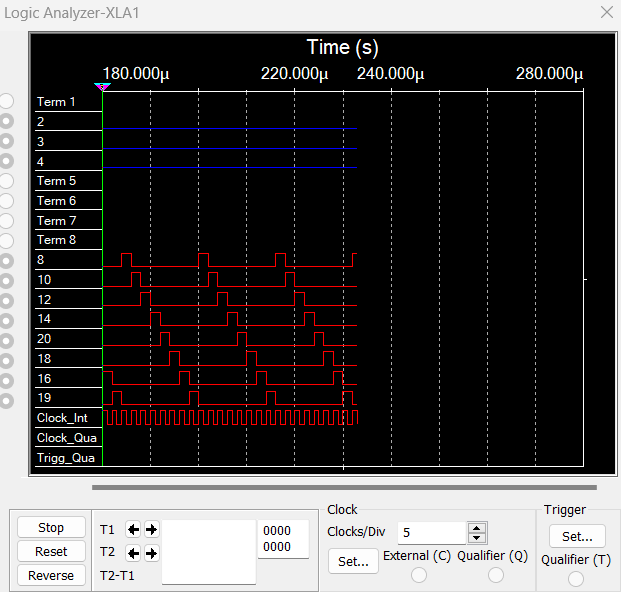 Logic Analyzer-XLA1
Time (s)
180.000µ 220.000µ 240.000µ 280.000µ
Term 1
2
3
4
Term 5
Term 6
Term 7
Term 8
8
10
12
14
20
18
16
19
Clock_Int
Clock_Qua
Trigg_Qua
Stop
Reset
Reverse
T1
T2
T2-T1
0000
0000
Clock
Clocks/Div 5
Set...
External (C) Qualifier (Q)
Trigger
Set...
Qualifier (T)